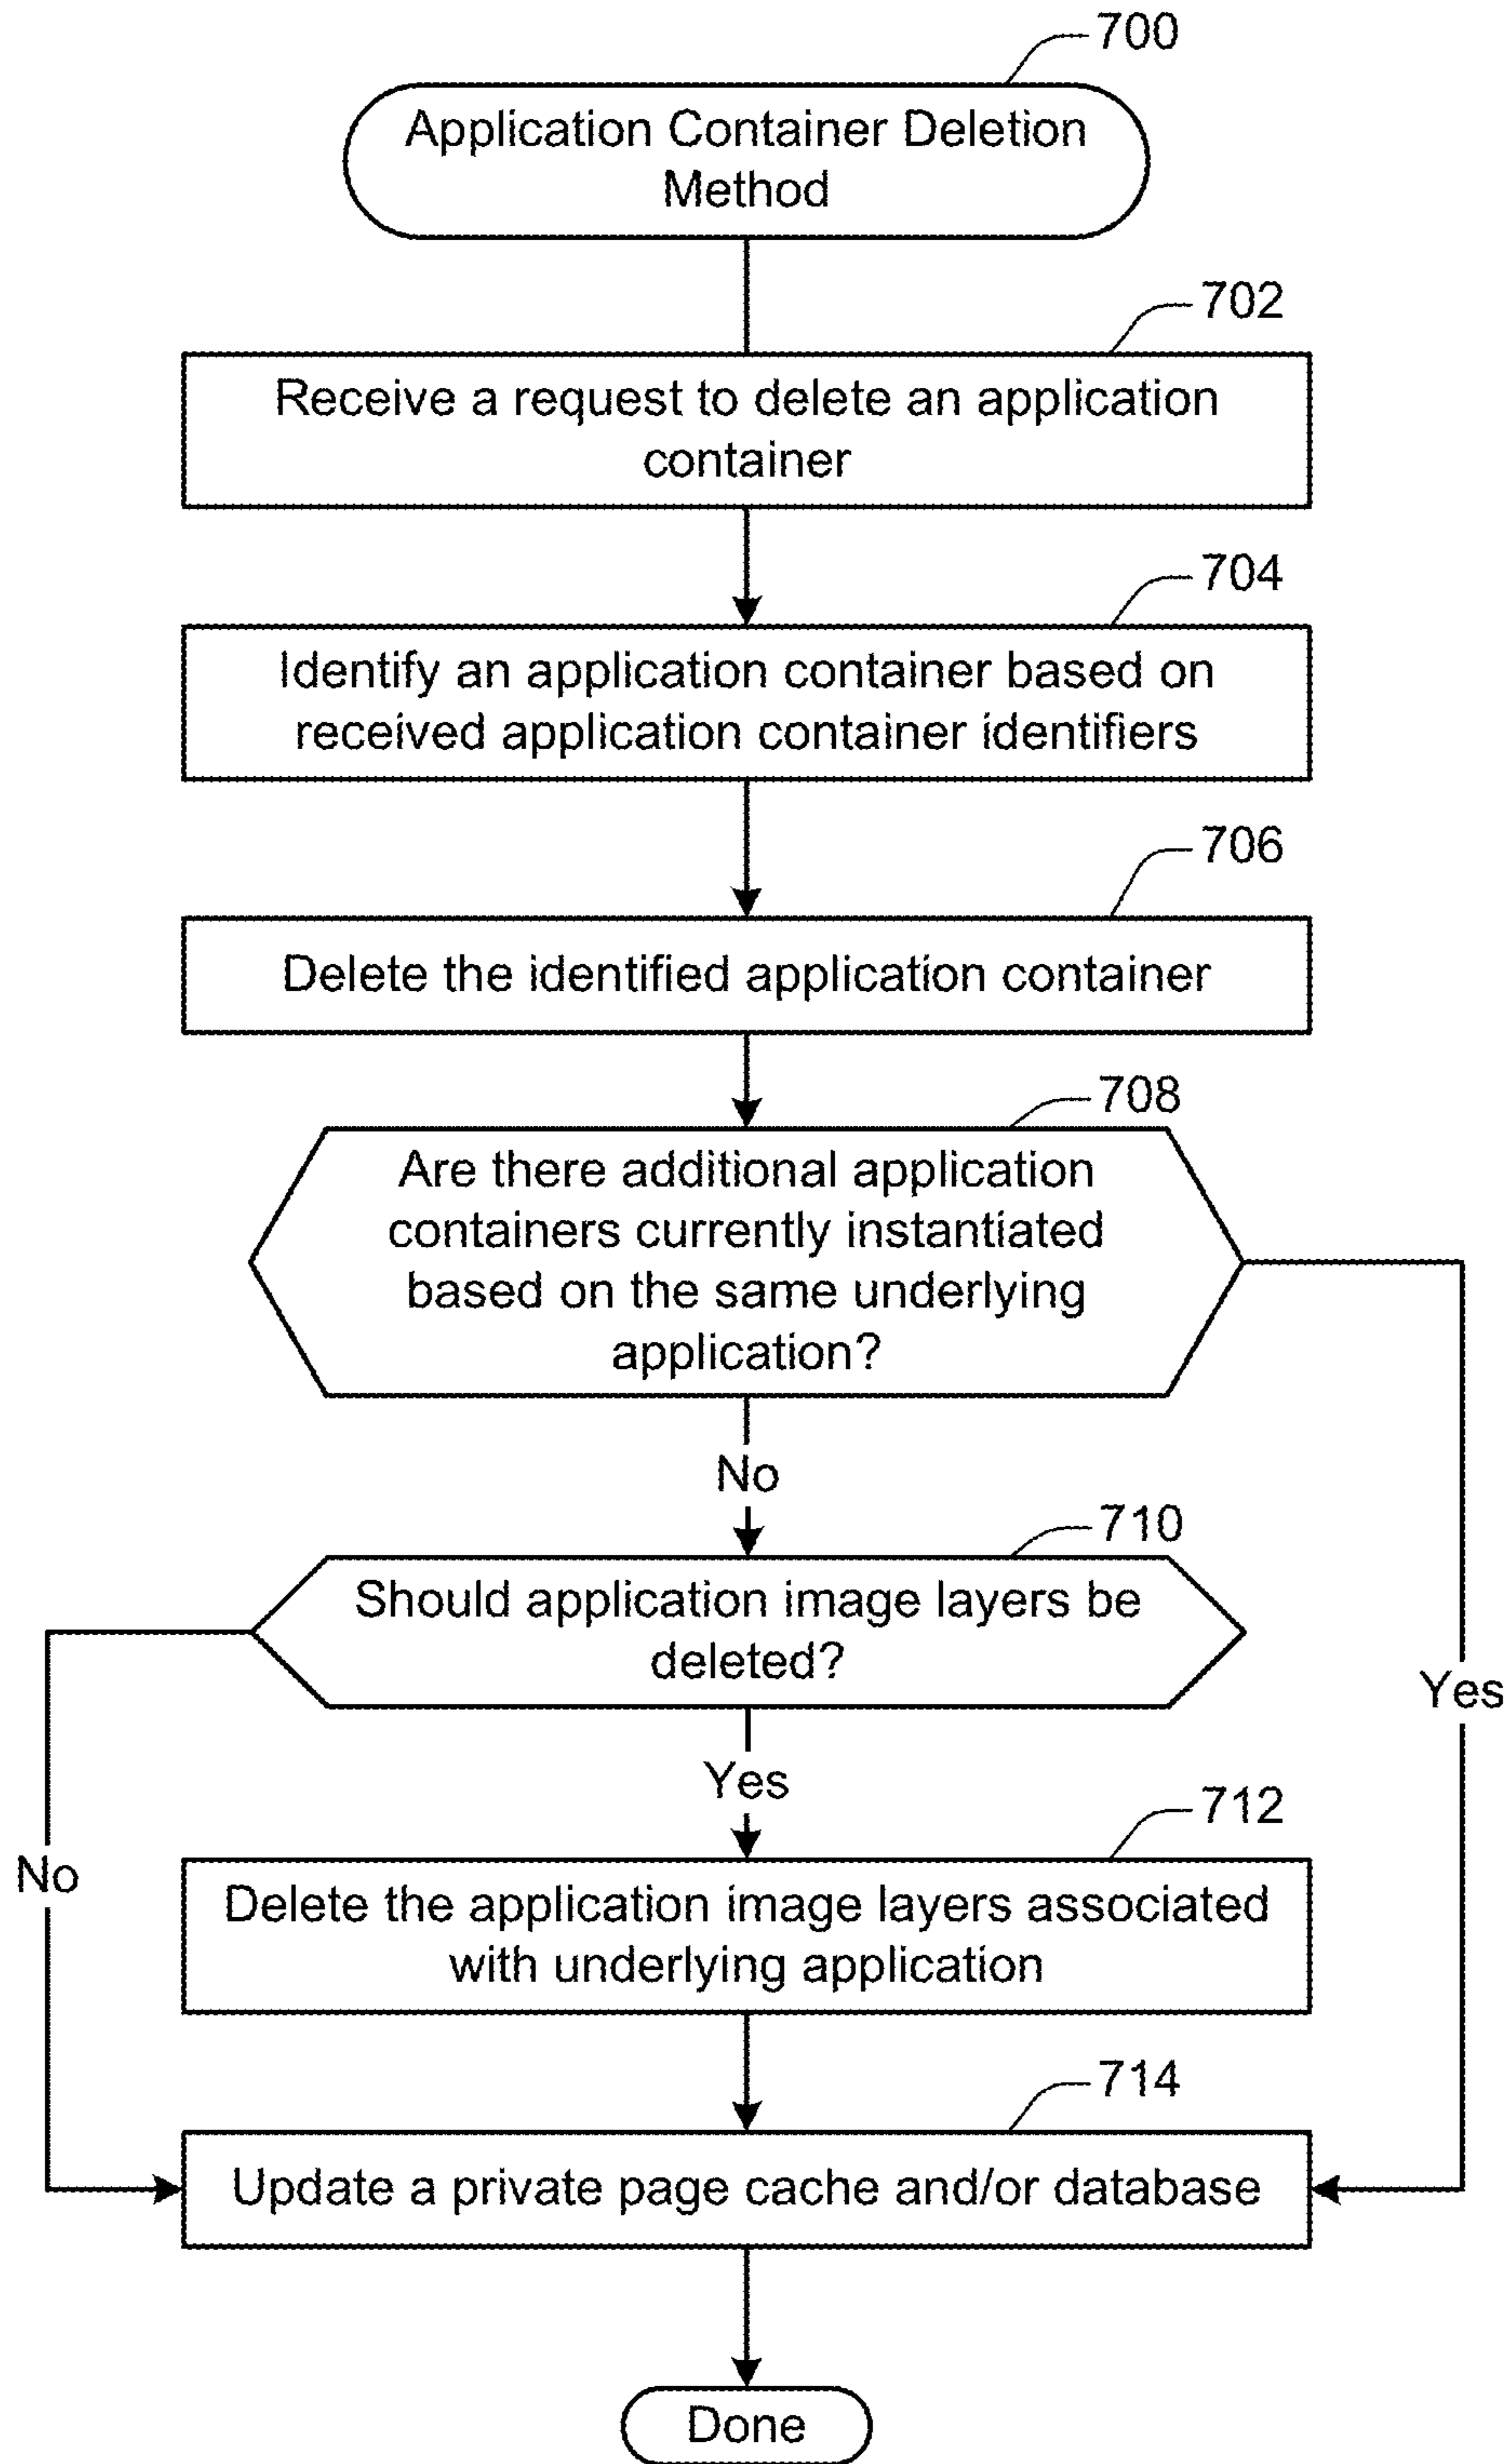 700
Application Container Deletion
Method
702
Receive a request to delete an application
container
704
Identify an application container based on
received application container identifiers
706
Delete the identified application container
708
Are there additional application
containers currently instantiated
based on the same underlying
application?
No
710
Should application image layers be
deleted?
Yes
Yes
712
No
Delete the application image layers associated
with underlying application
714
Update a private page cache and/or database
Done